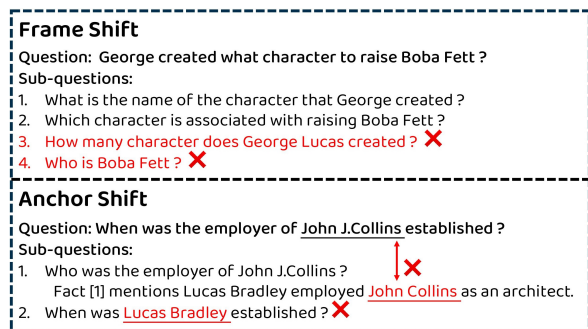 Frame Shift
Question: George created what character to raise Boba Fett ?
Sub-questions:
1. What is the name of the character that George created ?
2. Which character is associated with raising Boba Fett ?
3. How many character does George Lucas created ? ✕
4. Who is Boba Fett ? ✕
Anchor Shift
Question: When was the employer of John J.Collins established ?
Sub-questions:
1. Who was the employer of John J.Collins ? ✕
Fact [1] mentions Lucas Bradley employed John Collins as an architect.
2. When was Lucas Bradley established ? ✕